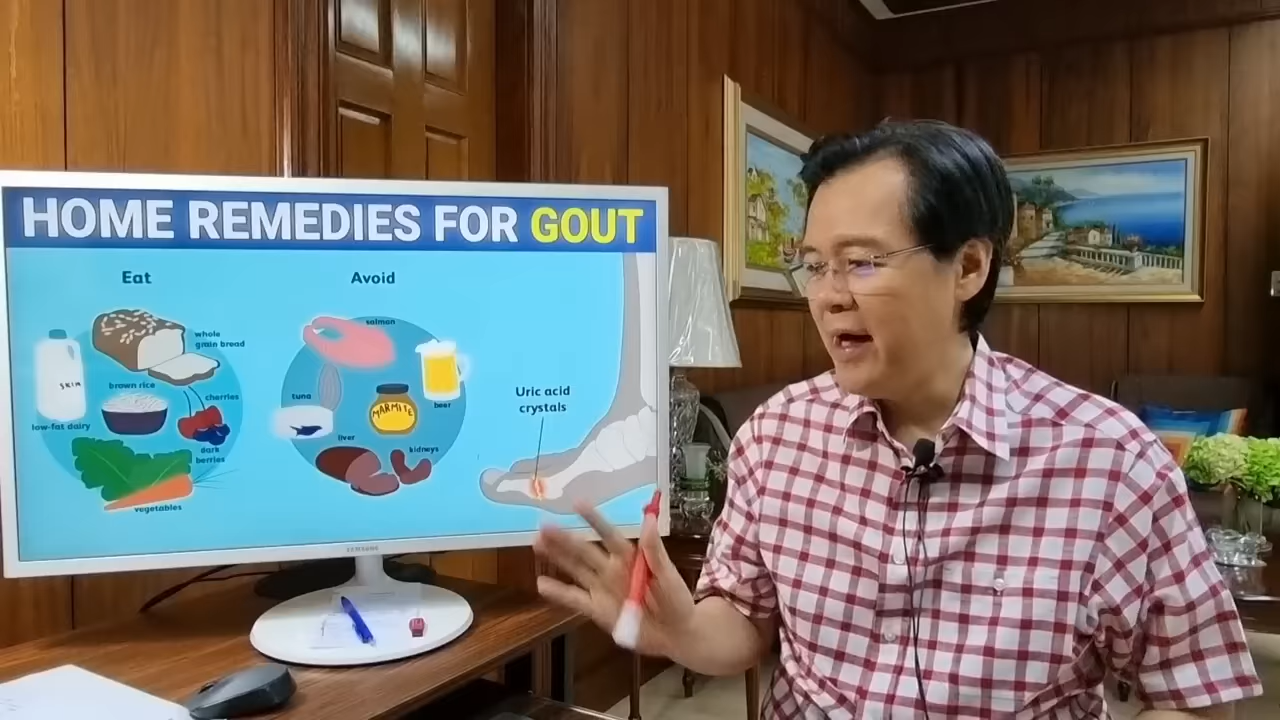 HOME REMEDIES FOR GOUT
Eat
Avoid
whole
grain bread
SKIM
brown rice
cherries
low-fat dairy
dark
berries
vegetables
salmon
tuna
MARMITE
beer
liver
kidneys
Uric acid
crystals
SAMSUNG